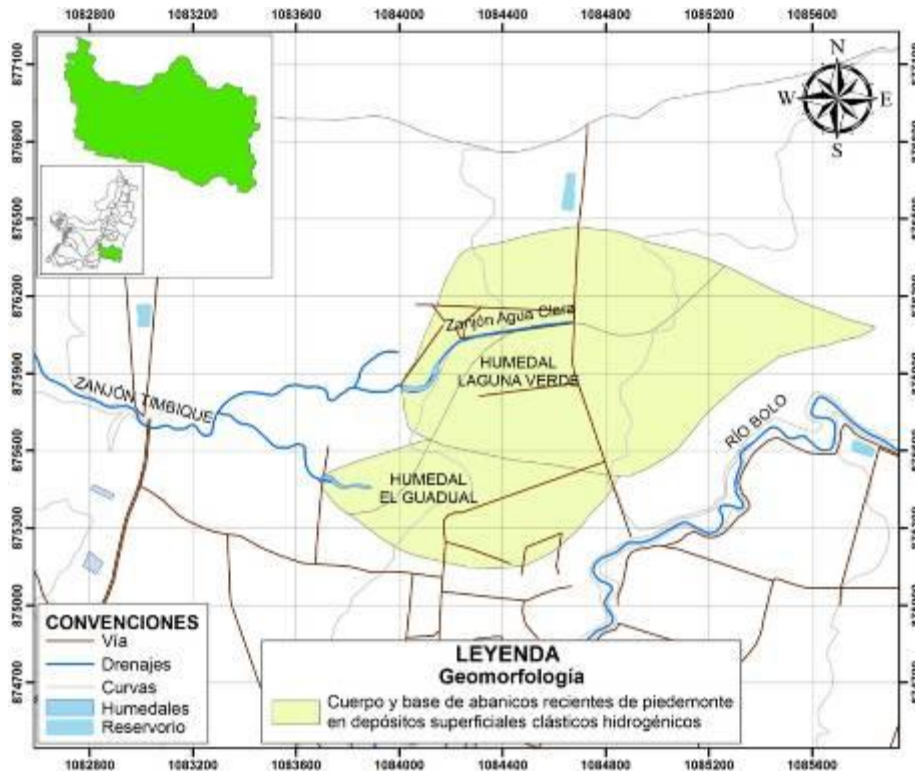 1082800 1083200 1083600 1084000 1084400 1084800 1085200 1085600
877100
876800
876500
876200
875900
875600
875300
875000
874700
N
W E
S
Zanjón Agua Clara
HUMEDAL
LAGUNA VERDE
ZANJÓN TIMBIQUE
RÍO BOLO
HUMEDAL
EL GUADUAL
CONVENCIONES
Vía
Drenajes
Curvas
Humedales
Reservorio
LEYENDA
Geomorfología
Cuerpo y base de abanicos recientes de piedemonte
en depósitos superficiales clásticos hidrogénicos
1082800 1083200 1083600 1084000 1084400 1084800 1085200 1085600